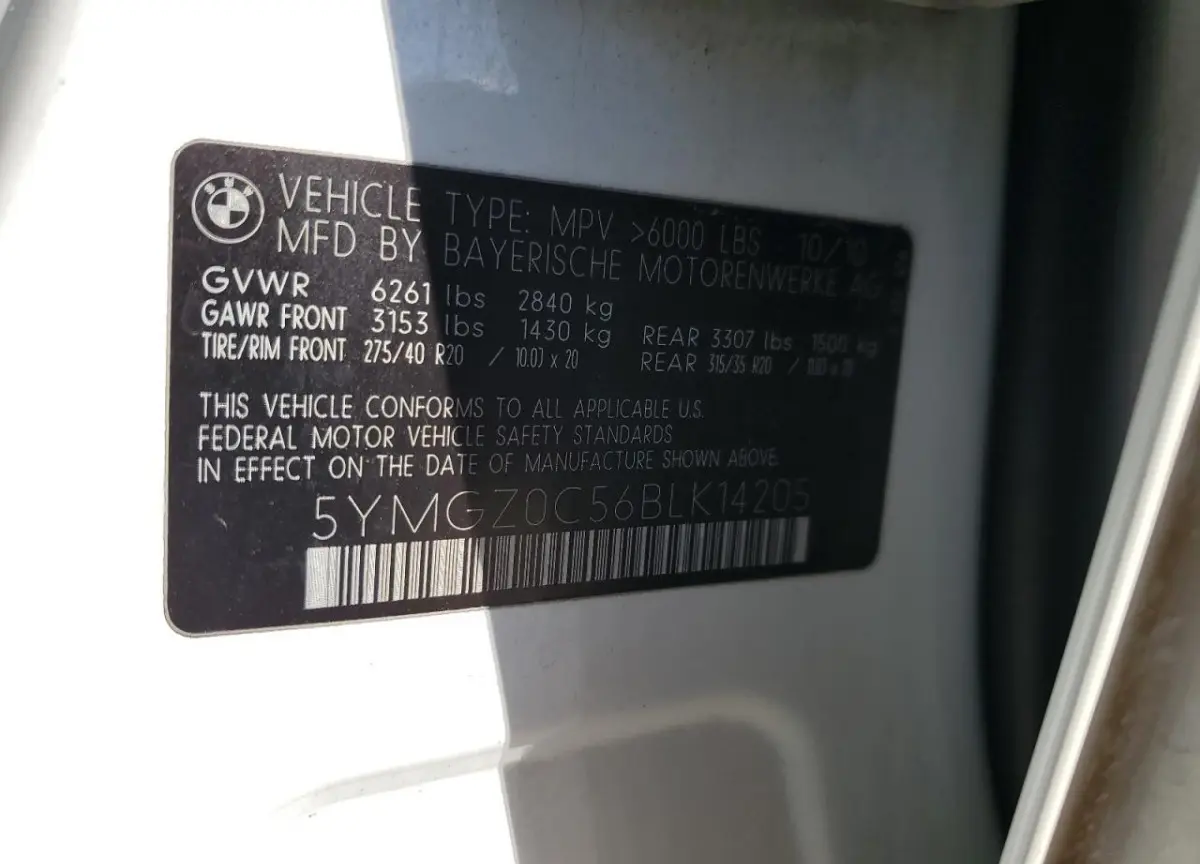 VEHICLE TYPE: MPV >6000 LBS 10/10
MFD BY BAYERISCHE MOTORENWERKE AG
GVWR 6261 lbs 2840 kg
GAWR FRONT 3153 lbs 1430 kg REAR 3307 lbs 1500 kg
TIRE/RIM FRONT 275/40 R20 / 10.0J x 20 REAR 315/35 R20 /
THIS VEHICLE CONFORMS TO ALL APPLICABLE U.S.
FEDERAL MOTOR VEHICLE SAFETY STANDARDS
IN EFFECT ON THE DATE OF MANUFACTURE SHOWN ABOVE.
5YMGZ0C56BLK14205